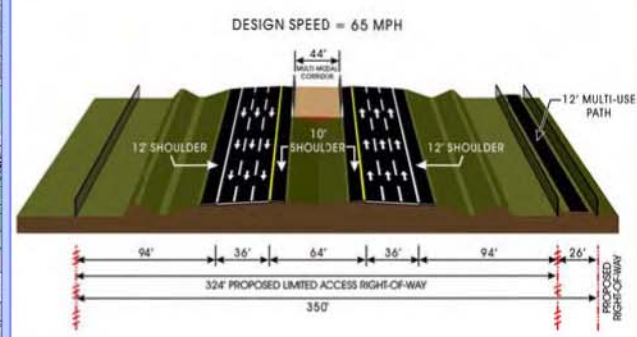 DESIGN SPEED = 65 MPH
44'
MULTI-MODAL
CORRIDOR
12' MULTI-USE
PATH
12' SHOULDER
10'
SHOULDER
12' SHOULDER
94'
36'
64'
36'
94'
26'
324' PROPOSED LIMITED ACCESS RIGHT-OF-WAY
350'
PROPOSED
RIGHT-OF-WAY